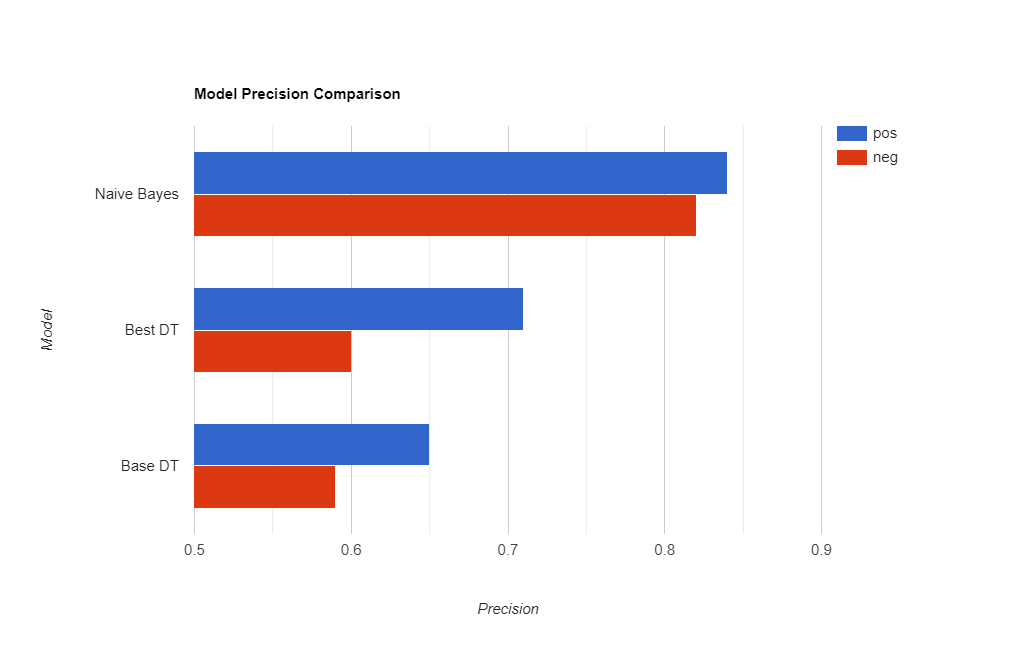 Model Precision Comparison
pos
neg
Naive Bayes
Best DT
Base DT
Model
0.5 0.6 0.7 0.8 0.9
Precision